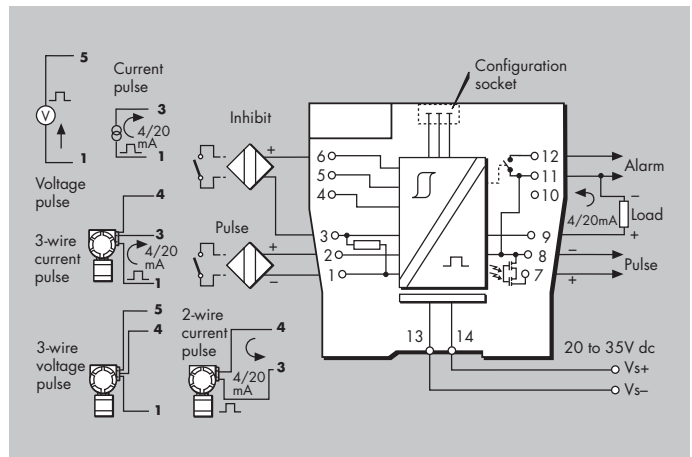 5
V
1
Voltage
pulse
Current
pulse
3
4/20
mA
1
4
3
4/20
mA
1
3-wire
current
pulse
5
4
1
3-wire
voltage
pulse
2-wire
current
pulse
4
4/20
mA
3
Inhibit
+
Pulse
+
–
Configuration
socket
6
5
4
3
2
1
12
11
10
9
8
7
13
14
Alarm
4/20mA
–
Load
+
–
Pulse
+
20 to 35V dc
Vs+
Vs–